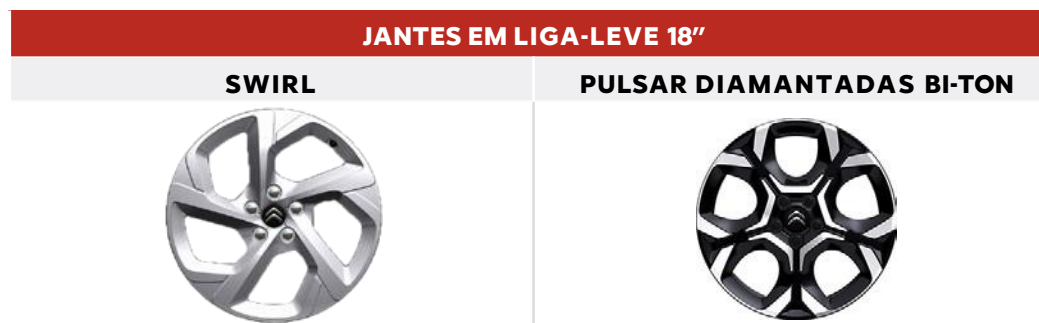 JANTES EM LIGA-LEVE 18”
SWIRL
PULSAR DIAMANTADAS BI-TON